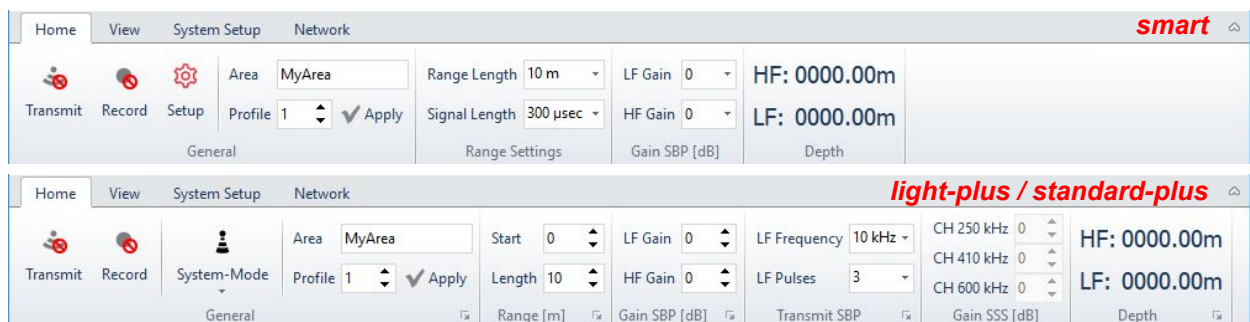 Home View System Setup Network smart
Transmit Record Setup Area MyArea Range Length 10 m LF Gain 0 HF: 0000.00m
Profile 1 Apply Signal Length 300 μsec HF Gain 0 LF: 0000.00m
General Range Settings Gain SBP [dB] Depth
Home View System Setup Network light-plus / standard-plus
Transmit Record System-Mode Area MyArea Start 0 LF Gain 0 LF Frequency 10 kHz CH 250 kHz 0 HF: 0000.00m
CH 410 kHz 0
Profile 1 Apply Length 10 HF Gain 0 LF Pulses 3 CH 600 kHz 0 LF: 0000.00m
General Range [m] Gain SBP [dB] Transmit SBP Gain SSS [dB] Depth